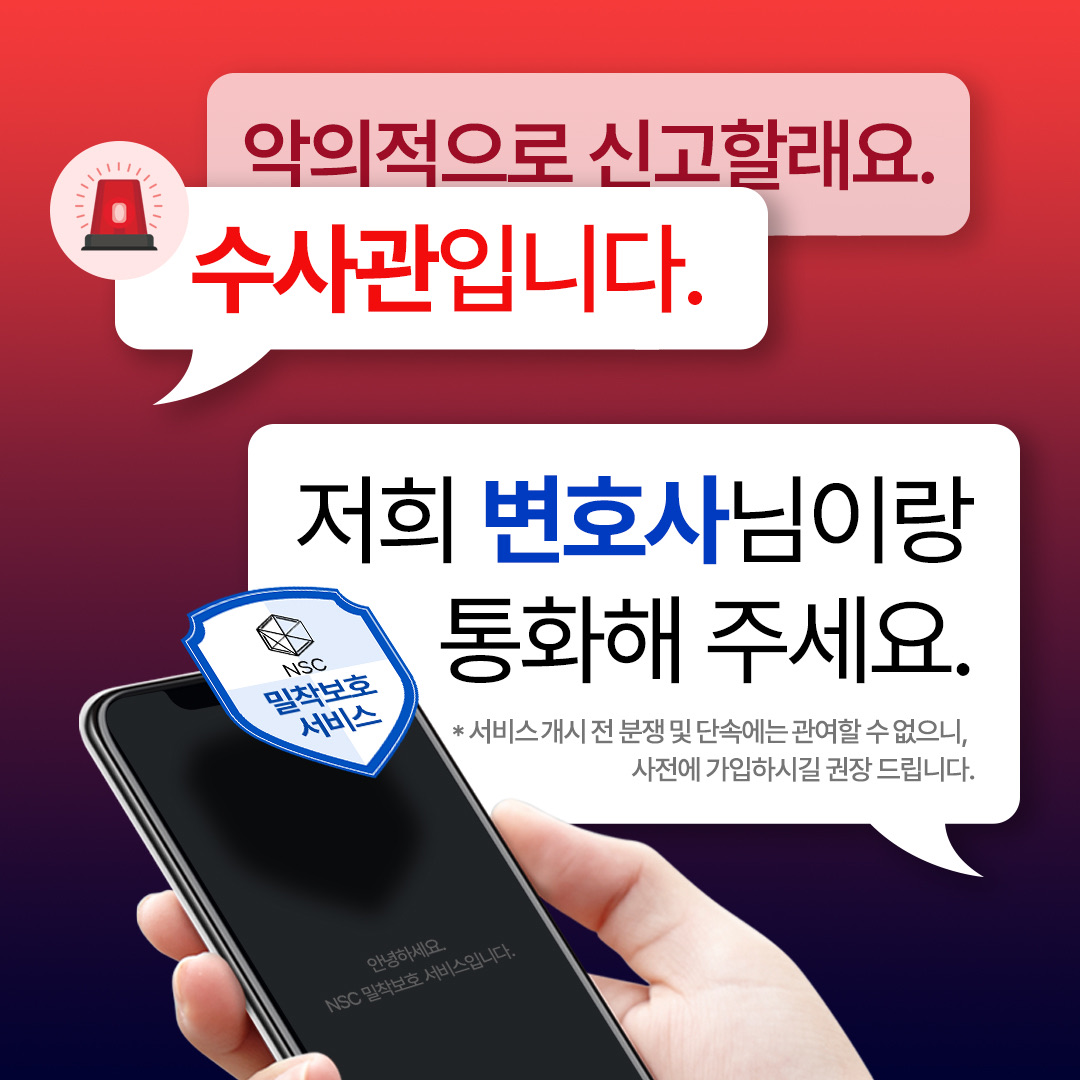 악의적으로 신고할래요.
수사관입니다.
저희 변호사님이랑
통화해 주세요.
* 서비스 개시 전 분쟁 및 단속에는 관여할 수 없으니,
사전에 가입하시길 권장 드립니다.
NSC
밀착보호
서비스
안녕하세요.
NSC 밀착보호 서비스입니다.